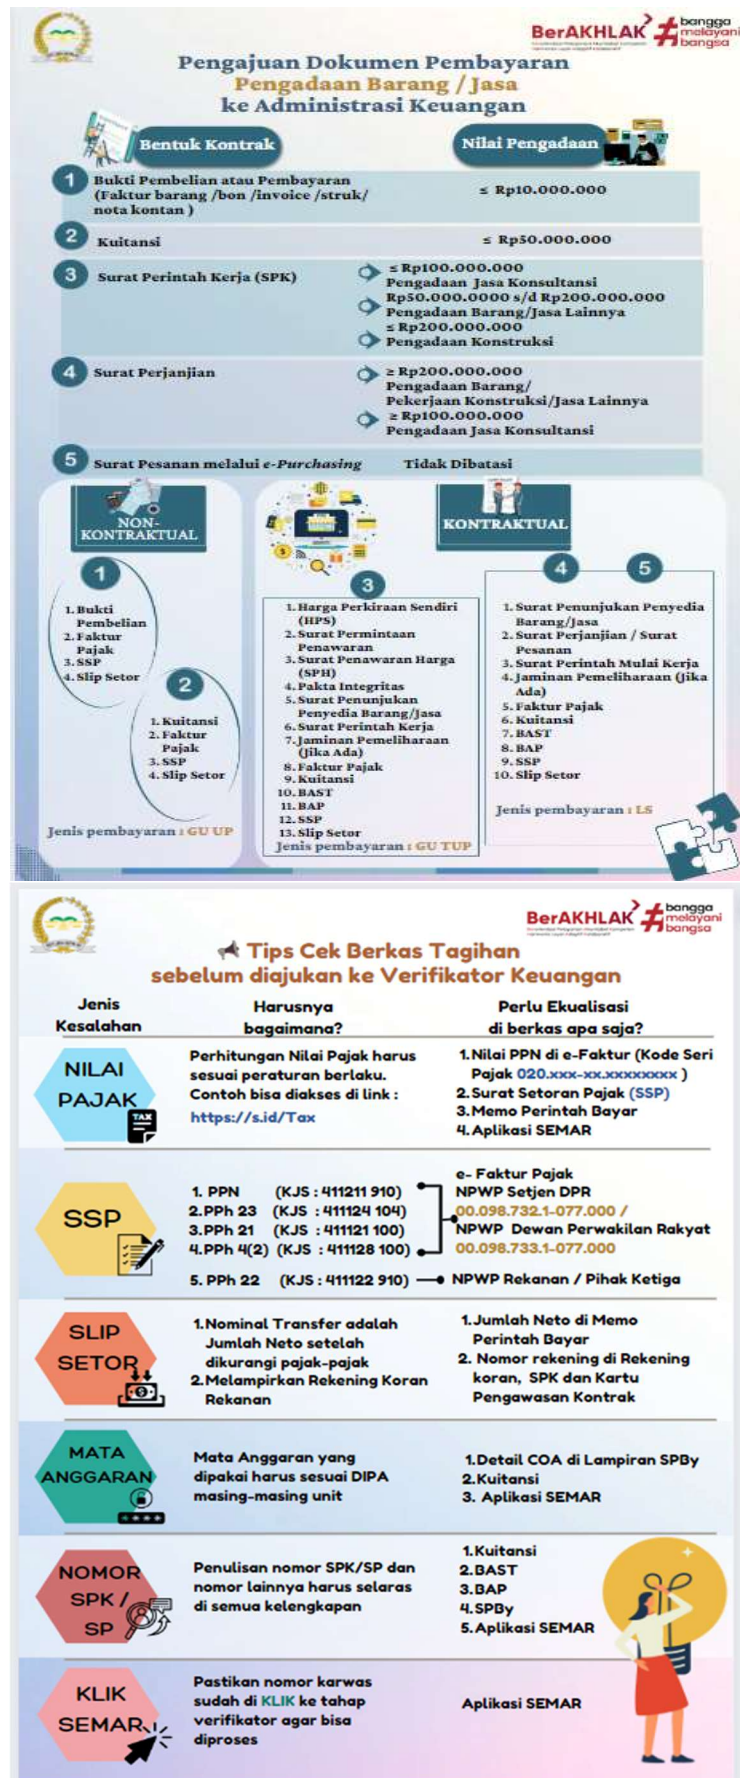 BerAKHLAK
bangga
melayani
bangsa
Pengajuan Dokumen Pembayaran
Pengadaan Barang / Jasa
ke Administrasi Keuangan
Bentuk Kontrak
Nilai Pengadaan
1
Bukti Pembelian atau Pembayaran
(Faktur barang /bon /invoice /struk/
nota kontan )
≤ Rp10.000.000
2
Kuitansi
≤ Rp50.000.000
3
Surat Perintah Kerja (SPK)
≤ Rp100.000.000
Pengadaan Jasa Konsultansi
Rp50.000.0000 s/d Rp200.000.000
Pengadaan Barang/Jasa Lainnya
≤ Rp200.000.000
Pengadaan Konstruksi
4
Surat Perjanjian
≥ Rp200.000.000
Pengadaan Barang/
Pekerjaan Konstruksi/Jasa Lainnya
≥ Rp100.000.000
Pengadaan Jasa Konsultansi
5
Surat Pesanan melalui e-Purchasing
Tidak Dibatasi
NON-
KONTRAKTUAL
1
1. Bukti
Pembelian
2. Faktur
Pajak
3. SSP
4. Slip Setor
2
1. Kuitansi
2. Faktur
Pajak
3. SSP
4. Slip Setor
Jenis pembayaran : GU UP
KONTRAKTUAL
3
1. Harga Perkiraan Sendiri
(HPS)
2. Surat Permintaan
Penawaran
3. Surat Penawaran Harga
(SPH)
4. Pakta Integritas
5. Surat Penunjukan
Penyedia Barang/Jasa
6. Surat Perintah Kerja
7. Jaminan Pemeliharaan
(Jika Ada)
8. Faktur Pajak
9. Kuitansi
10. BAST
11. BAP
12. SSP
13. Slip Setor
Jenis pembayaran : GU TUP
4
5
1. Surat Penunjukan Penyedia
Barang/Jasa
2. Surat Perjanjian / Surat
Pesanan
3. Surat Perintah Mulai Kerja
4. Jaminan Pemeliharaan (Jika
Ada)
5. Faktur Pajak
6. Kuitansi
7. BAST
8. BAP
9. SSP
10. Slip Setor
Jenis pembayaran : LS
BerAKHLAK
bangga
melayani
bangsa
Tips Cek Berkas Tagihan
sebelum diajukan ke Verifikator Keuangan
Jenis
Kesalahan
Harusnya
bagaimana?
Perlu Ekualisasi
di berkas apa saja?
NILAI
PAJAK
TAX
Perhitungan Nilai Pajak harus
sesuai peraturan berlaku.
Contoh bisa diakses di link :
https://s.id/Tax
1.Nilai PPN di e-Faktur (Kode Seri
Pajak 020.xxx-xx.xxxxxxxx )
2.Surat Setoran Pajak (SSP)
3.Memo Perintah Bayar
4.Aplikasi SEMAR
SSP
1. PPN (KJS : 411211 910)
2.PPh 23 (KJS : 411124 104)
3.PPh 21 (KJS : 411121 100)
4.PPh 4(2) (KJS : 411128 100)
5. PPh 22 (KJS : 411122 910)
e- Faktur Pajak
NPWP Setjen DPR
00.098.732.1-077.000 /
NPWP Dewan Perwakilan Rakyat
00.098.733.1-077.000
NPWP Rekanan / Pihak Ketiga
SLIP
SETOR
1.Nominal Transfer adalah
Jumlah Neto setelah
dikurangi pajak-pajak
2.Melampirkan Rekening Koran
Rekanan
1.Jumlah Neto di Memo
Perintah Bayar
2. Nomor rekening di Rekening
koran, SPK dan Kartu
Pengawasan Kontrak
MATA
ANGGARAN
Mata Anggaran yang
dipakai harus sesuai DIPA
masing-masing unit
1.Detail COA di Lampiran SPBy
2.Kuitansi
3. Aplikasi SEMAR
NOMOR
SPK /
SP
Penulisan nomor SPK/SP dan
nomor lainnya harus selaras
di semua kelengkapan
1.Kuitansi
2.BAST
3.BAP
4.SPBy
5.Aplikasi SEMAR
KLIK
SEMAR
Pastikan nomor karwas
sudah di KLIK ke tahap
verifikator agar bisa
diproses
Aplikasi SEMAR